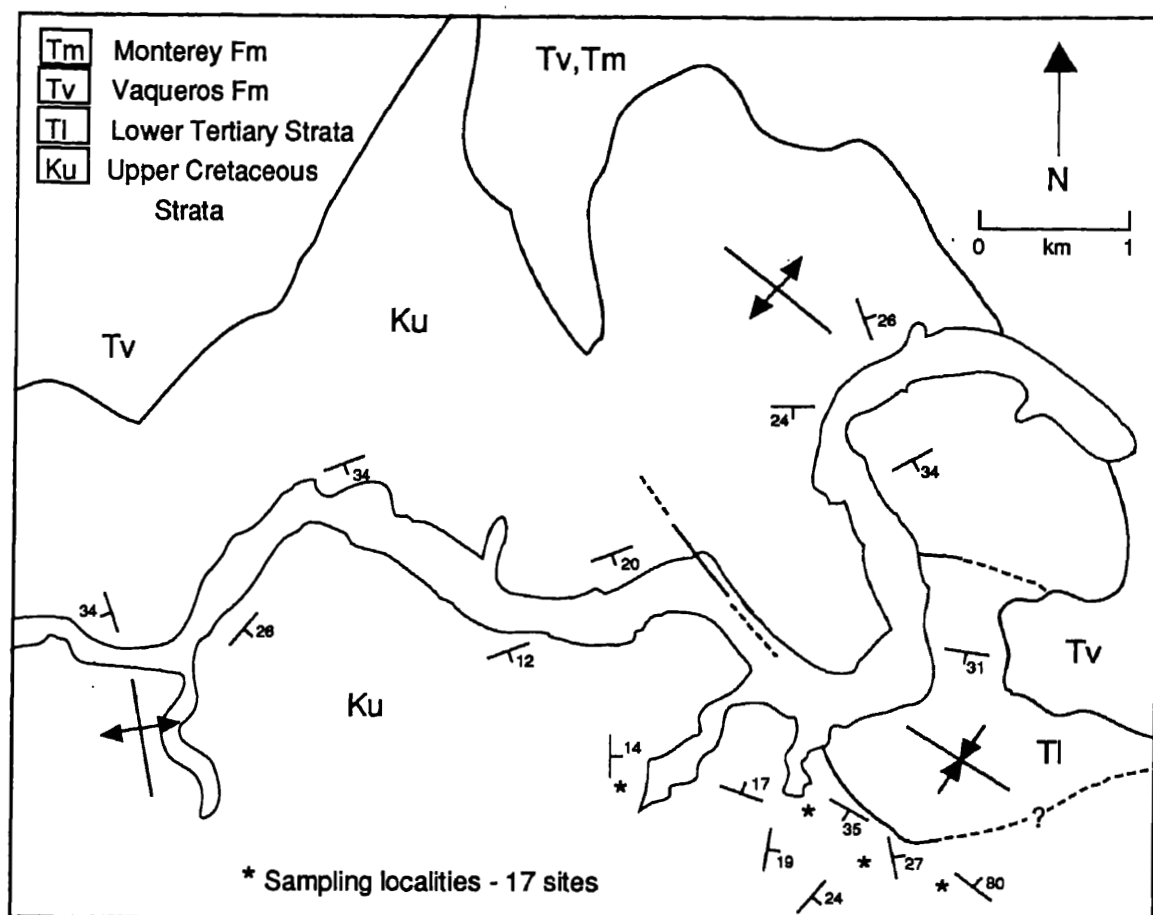 Tm Monterey Fm
Tv Vaqueros Fm
Tl Lower Tertiary Strata
Ku Upper Cretaceous
Strata
Tv,Tm
N
0 km 1
Ku
Tv
26
24
34
34
20
34
28
12
31
Tv
Ku
14
*
17
*
35
Tl
?
19
*
27
24
*
80
* Sampling localities - 17 sites